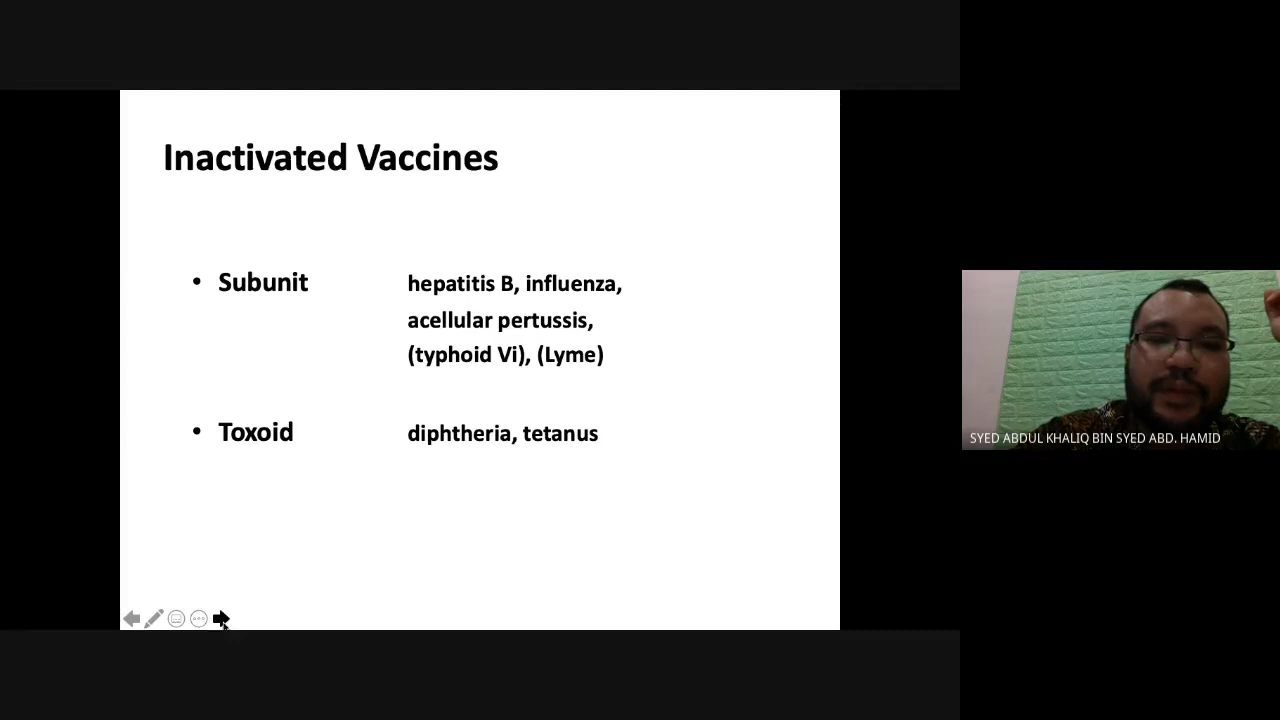 Inactivated Vaccines
• Subunit hepatitis B, influenza,
acellular pertussis,
(typhoid Vi), (Lyme)
• Toxoid diphtheria, tetanus
SYED ABDUL KHALIQ BIN SYED ABD. HAMID